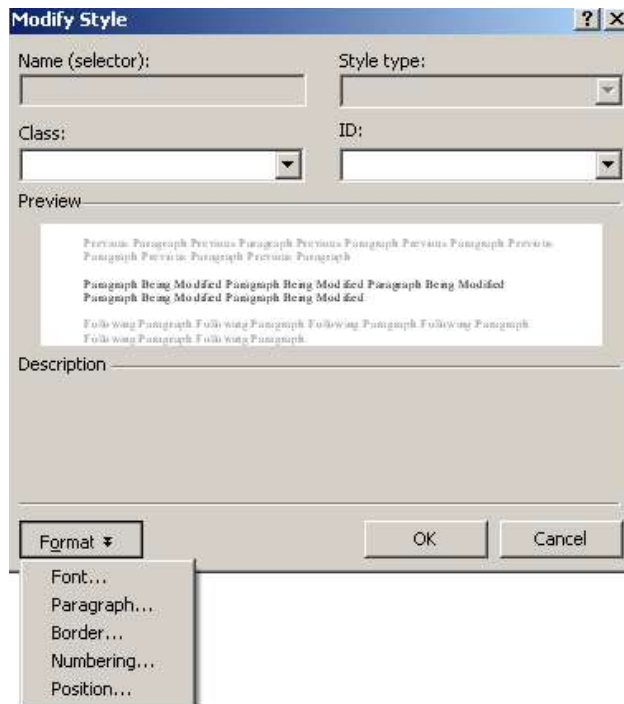 Modify Style
Name (selector):
Style type:
Class:
ID:
Preview
Previous Paragraph Previous Paragraph Previous Paragraph Previous Paragraph Previous
Paragraph Previous Paragraph Previous Paragraph
Paragraph Being Modified Paragraph Being Modified Paragraph Being Modified
Paragraph Being Modified Paragraph Being Modified
Following Paragraph Following Paragraph Following Paragraph Following Paragraph
Following Paragraph Following Paragraph
Description
Format
OK
Cancel
Font...
Paragraph...
Border...
Numbering...
Position...